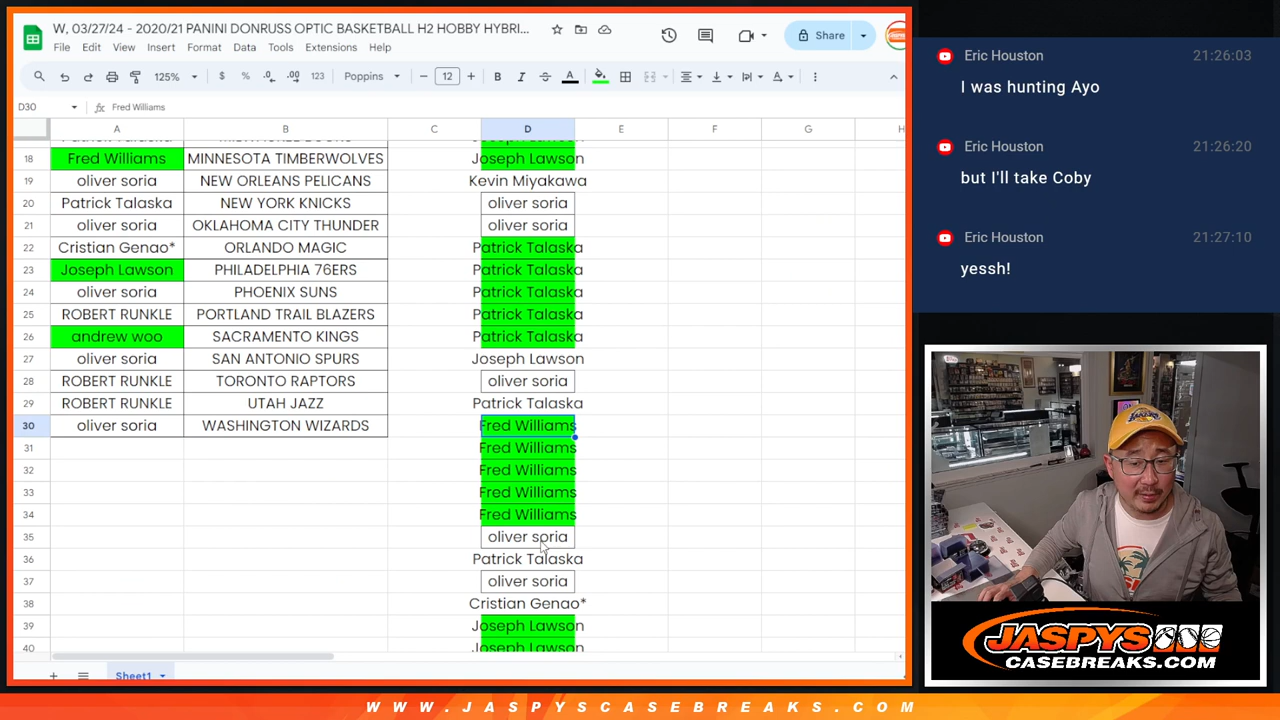 W, 03/27/24 - 2020/21 PANINI DONRUSS OPTIC BASKETBALL H2 HOBBY HYBRI...
File Edit View Insert Format Data Tools Extensions Help
Share
125% $ % .0 .00 123 Poppins 12 B I A
D30 fx Fred Williams
A B C D E F G H
18 Fred Williams MINNESOTA TIMBERWOLVES Joseph Lawson
19 oliver soria NEW ORLEANS PELICANS Kevin Miyakawa
20 Patrick Talaska NEW YORK KNICKS oliver soria
21 oliver soria OKLAHOMA CITY THUNDER oliver soria
22 Cristian Genao* ORLANDO MAGIC Patrick Talaska
23 Joseph Lawson PHILADELPHIA 76ERS Patrick Talaska
24 oliver soria PHOENIX SUNS Patrick Talaska
25 ROBERT RUNKLE PORTLAND TRAIL BLAZERS Patrick Talaska
26 andrew woo SACRAMENTO KINGS Patrick Talaska
27 oliver soria SAN ANTONIO SPURS Joseph Lawson
28 ROBERT RUNKLE TORONTO RAPTORS oliver soria
29 ROBERT RUNKLE UTAH JAZZ Patrick Talaska
30 oliver soria WASHINGTON WIZARDS Fred Williams
31 Fred Williams
32 Fred Williams
33 Fred Williams
34 Fred Williams
35 oliver soria
36 Patrick Talaska
37 oliver soria
38 Cristian Genao*
39 Joseph Lawson
40 Joseph Lawson
Sheet1
Eric Houston 21:26:03
I was hunting Ayo
Eric Houston 21:26:20
but I'll take Coby
Eric Houston 21:27:10
yessh!
JASPYS
CASEBREAKS.COM
WWW.JASPYSCASEBREAKS.COM